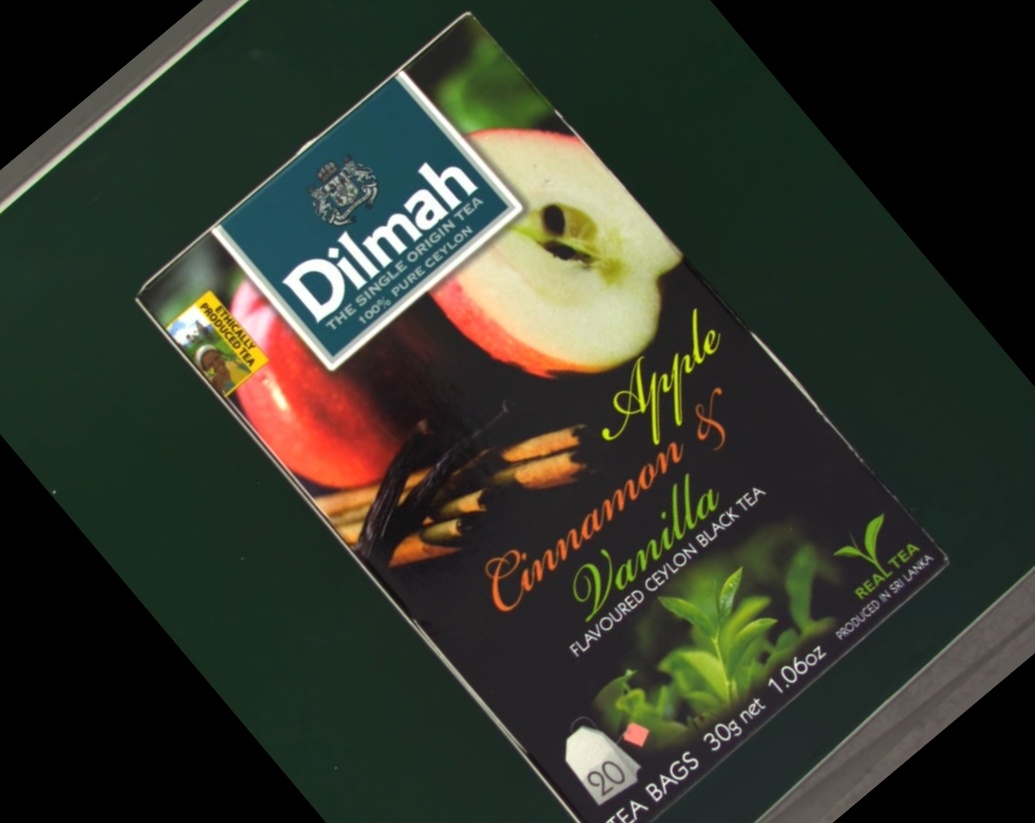 Dilmah
THE SINGLE ORIGIN TEA
100% PURE CEYLON
ETHICALLY
PRODUCED TEA
Apple
Cinnamon &
Vanilla
FLAVOURED CEYLON BLACK TEA
REAL TEA
PRODUCED IN SRI LANKA
20
TEA BAGS 30g net 1.06oz